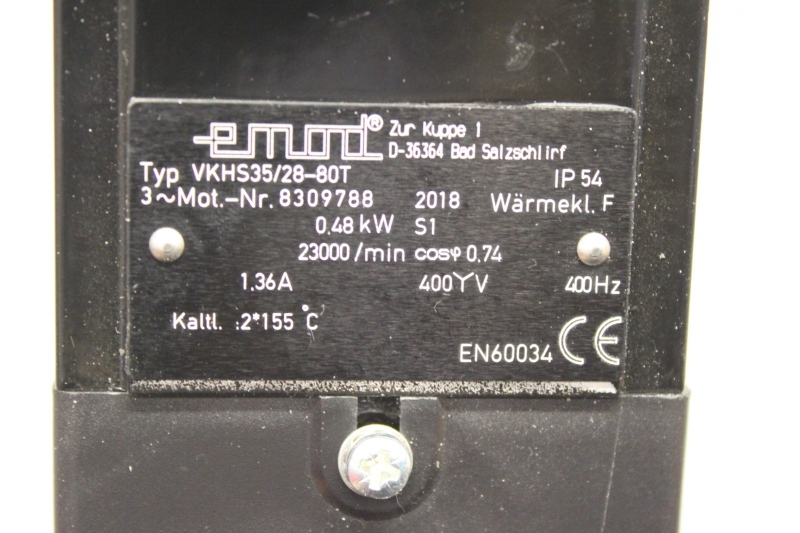 emod® Zur Kuppe 1
D-36364 Bad Salzschlirf
Typ VKHS35/28-80T IP 54
3~Mot.-Nr. 8309788 2018 Wärmekl. F
0,48 kW S1
23000 /min cosφ 0,74
1,36A 400YV 400Hz
Kaltl. :2*155 °C
EN60034 CE